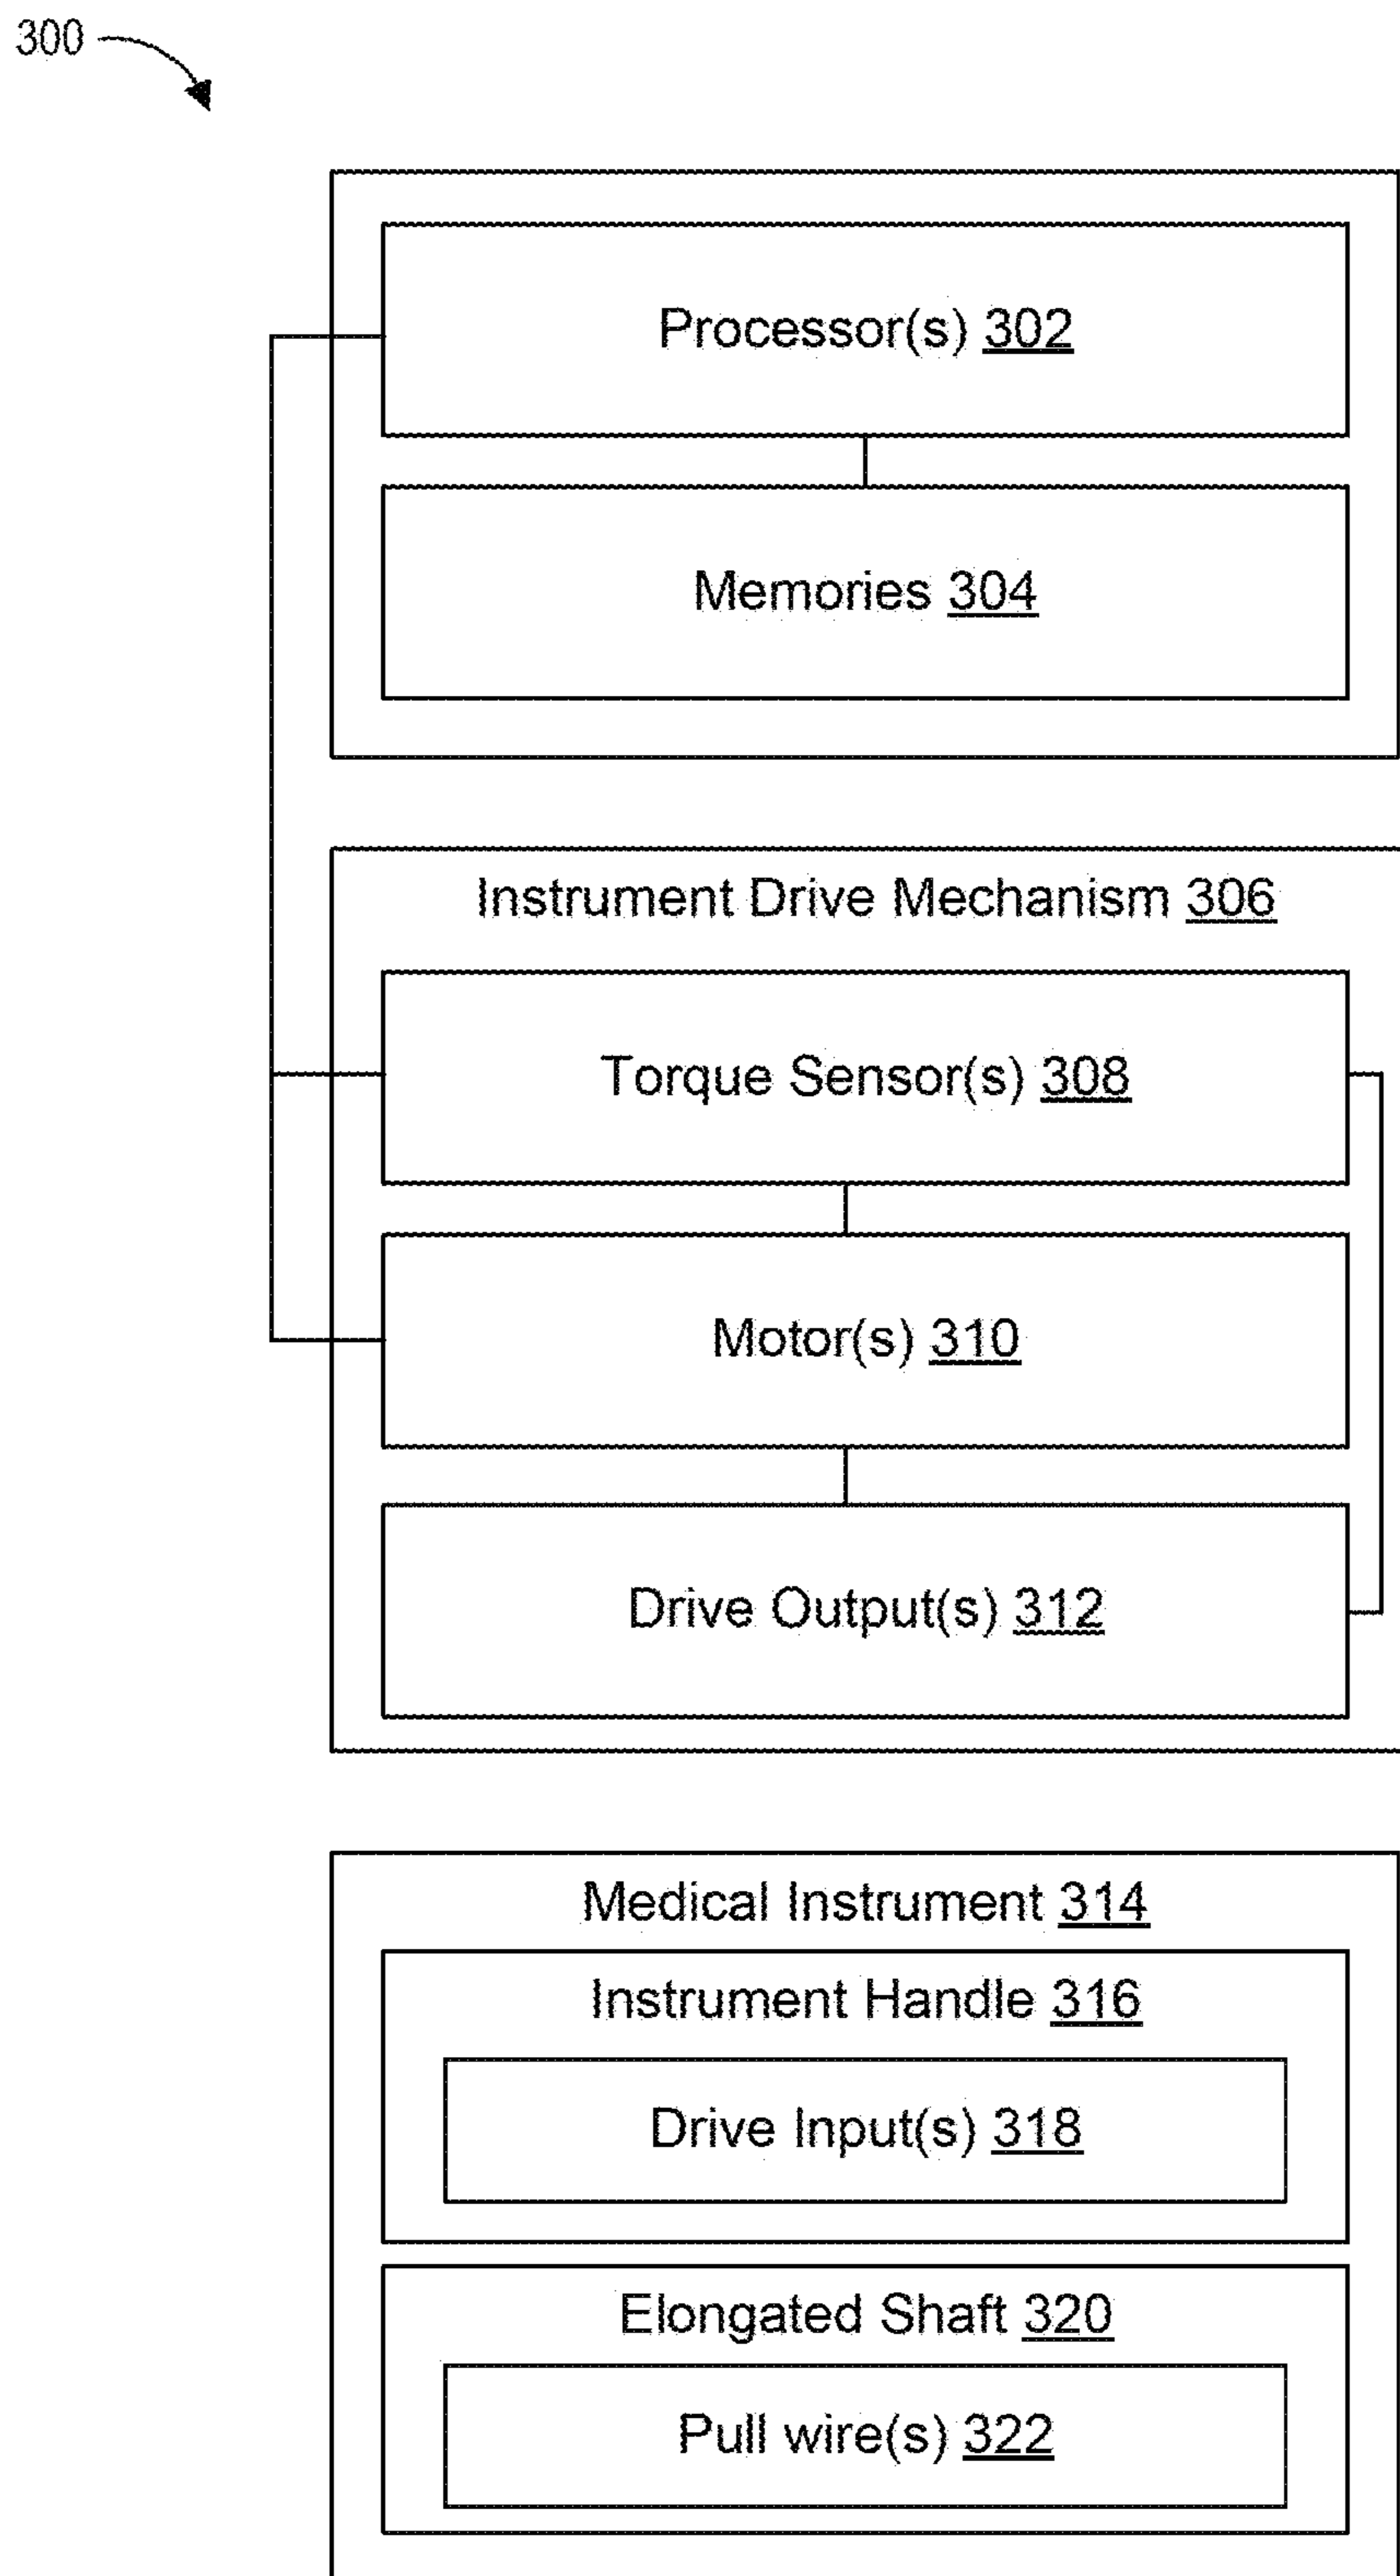 300
Processor(s) 302
Memories 304
Instrument Drive Mechanism 306
Torque Sensor(s) 308
Motor(s) 310
Drive Output(s) 312
Medical Instrument 314
Instrument Handle 316
Drive Input(s) 318
Elongated Shaft 320
Pull wire(s) 322